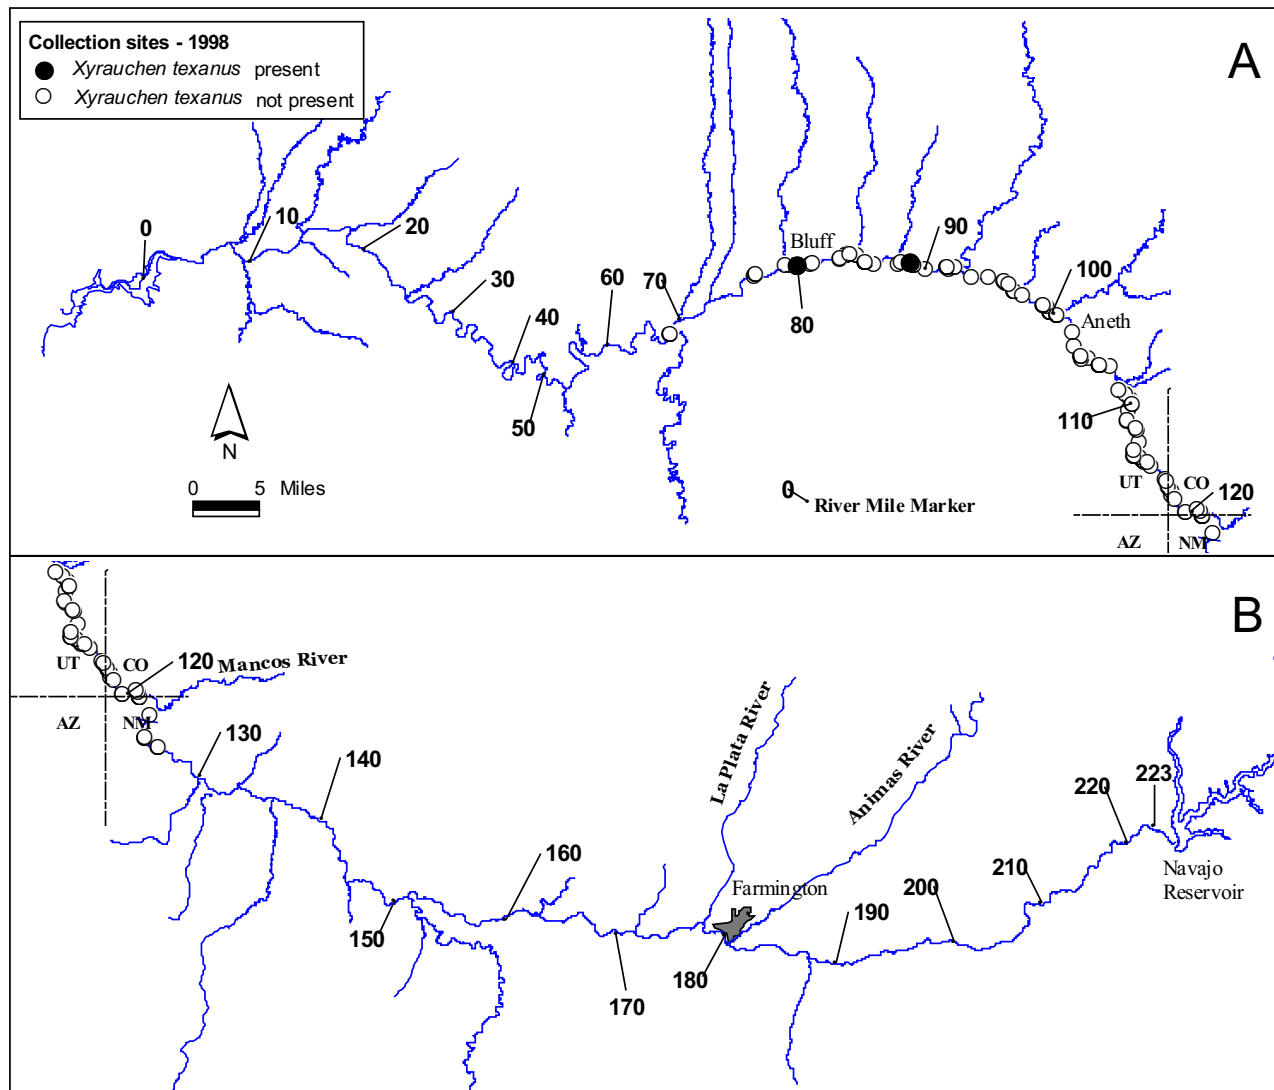 Collection sites - 1998
Xyrauchen texanus present
Xyrauchen texanus not present
A
0
10
20
30
40
50
60
70
Bluff
80
90
100
Aneth
110
UT
CO
120
AZ
NM
N
0 5 Miles
0
River Mile Marker
B
UT
CO
120
Mancos River
AZ
NM
130
140
150
160
170
La Plata River
Animas River
Farmington
180
190
200
210
220
223
Navajo
Reservoir